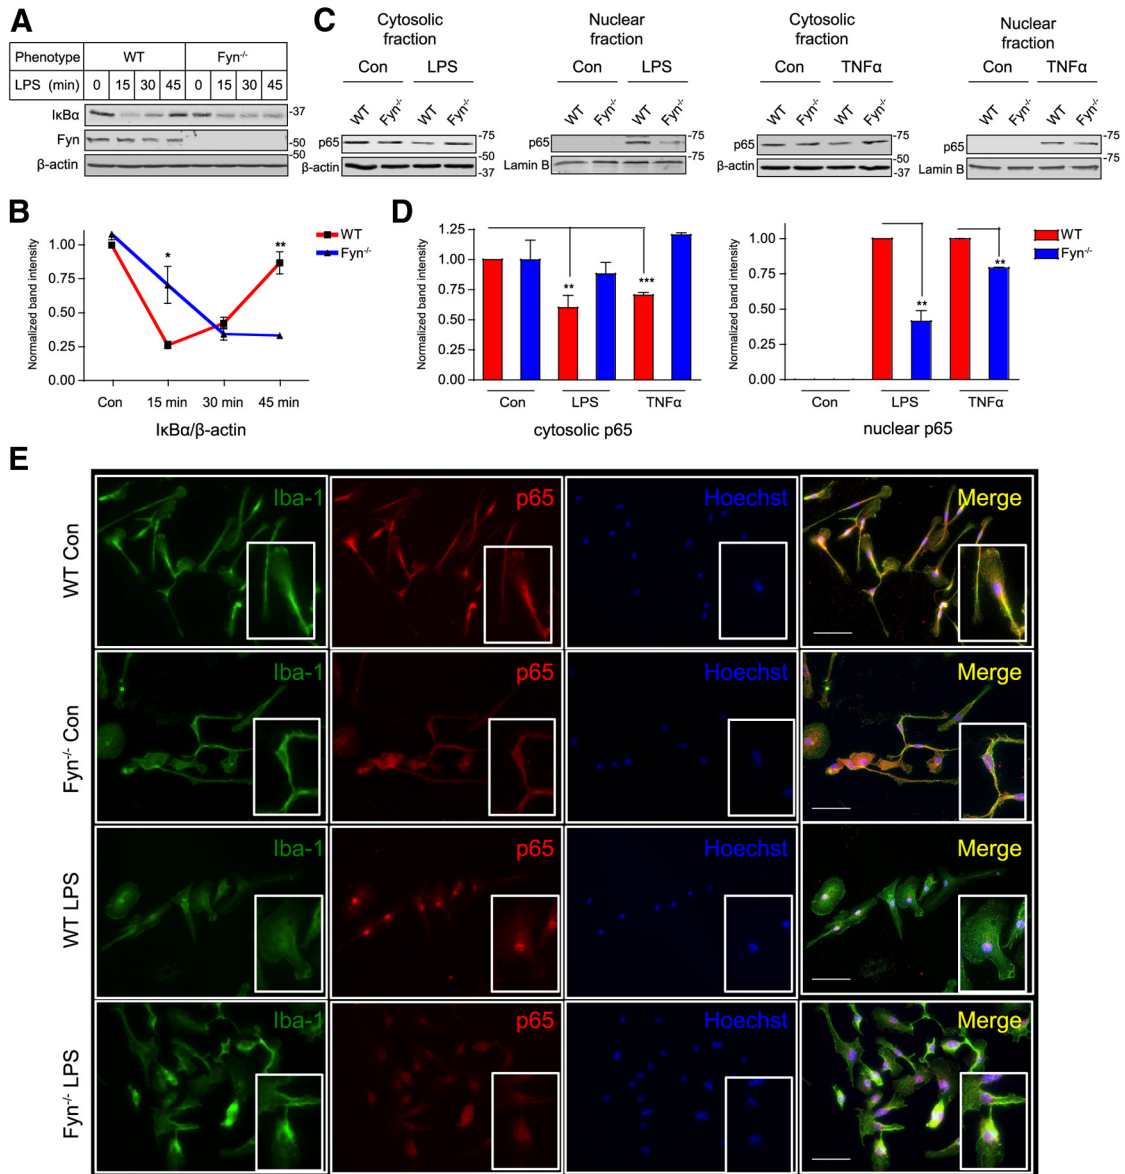 A
Phenotype WT Fyn-/-
LPS (min) 0 15 30 45 0 15 30 45
IκBα -37
Fyn -50
-50
β-actin
C
Cytosolic fraction
Con LPS
WT Fyn-/- WT Fyn-/-
p65 -75
-50
β-actin -37
Nuclear fraction
Con LPS
WT Fyn-/- WT Fyn-/-
p65 -75
Lamin B -75
Cytosolic fraction
Con TNFα
WT Fyn-/- WT Fyn-/-
p65 -75
-50
β-actin -37
Nuclear fraction
Con TNFα
WT Fyn-/- WT Fyn-/-
p65 -75
Lamin B -75
B
Normalized band intensity
1.00
0.75
0.50
0.25
0.00
* **
WT
Fyn-/-
Con 15 min 30 min 45 min
IκBα/β-actin
D
Normalized band intensity
1.25
1.00
0.75
0.50
0.25
0.00
** ***
Con LPS TNFα
cytosolic p65
Normalized band intensity
1.00
0.75
0.50
0.25
0.00
** **
WT
Fyn-/-
Con LPS TNFα
nuclear p65
E
WT Con
Iba-1 p65 Hoechst Merge
Fyn-/- Con
Iba-1 p65 Hoechst Merge
WT LPS
Iba-1 p65 Hoechst Merge
Fyn-/- LPS
Iba-1 p65 Hoechst Merge